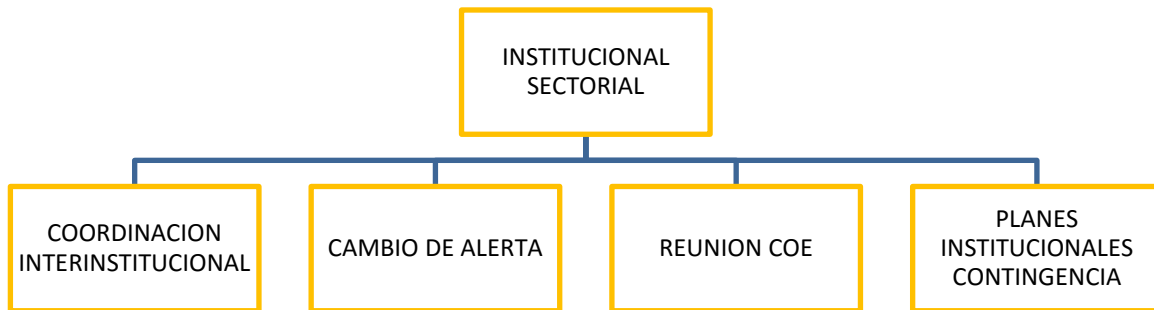 INSTITUCIONAL
SECTORIAL
COORDINACION
INTERINSTITUCIONAL
CAMBIO DE ALERTA
REUNION COE
PLANES
INSTITUCIONALES
CONTINGENCIA